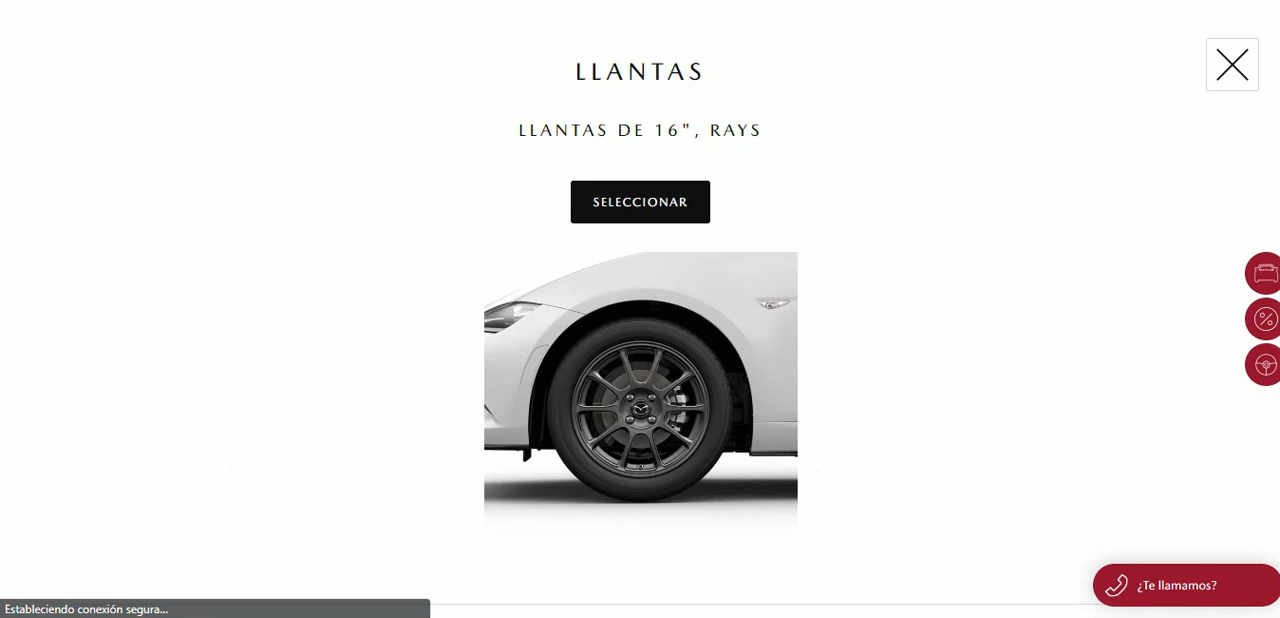 LLANTAS
LLANTAS DE 16", RAYS
SELECCIONAR
¿Te llamamos?
Estableciendo conexión segura...